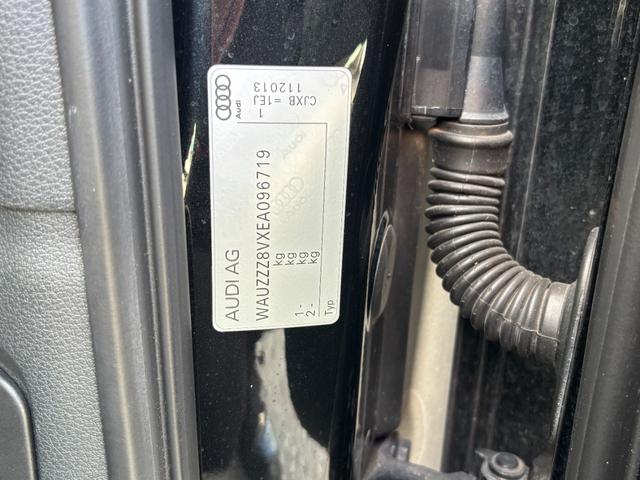 AUDI AG
WAUZZZ8VXEA096719
kg
kg
1- kg
2- kg
Typ
1
CJXB =1EJ
112013
Audi